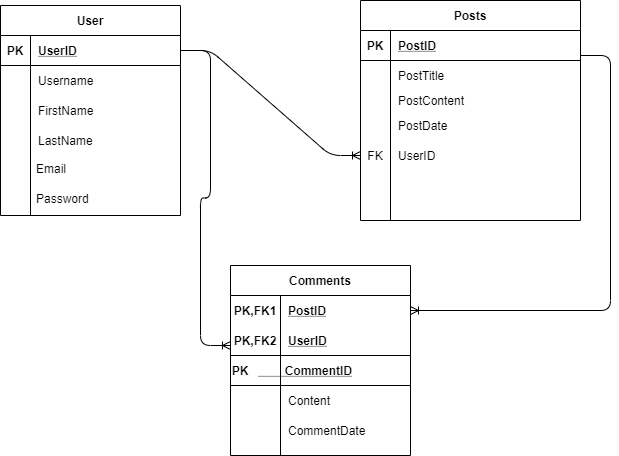 User
PK UserID
Username
FirstName
LastName
Email
Password
Posts
PK PostID
PostTitle
PostContent
PostDate
FK UserID
Comments
PK,FK1 PostID
PK,FK2 UserID
PK CommentID
Content
CommentDate